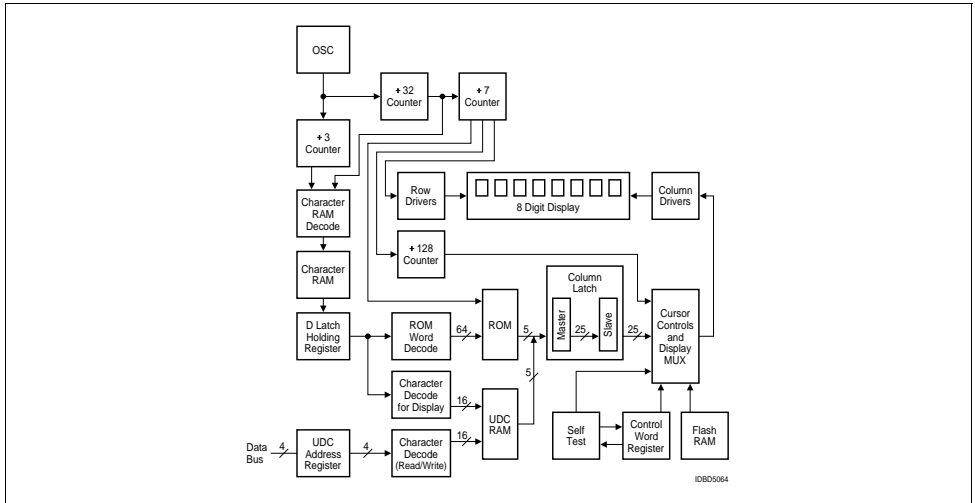 OSC
+ 32
Counter
+ 7
Counter
+ 3
Counter
Row
Drivers
8 Digit Display
Column
Drivers
Character
RAM
Decode
+ 128
Counter
Character
RAM
Column
Latch
Master
25
Slave
25
Cursor
Controls
and
Display
MUX
D Latch
Holding
Register
ROM
Word
Decode
64
ROM
5
5
Character
Decode
for Display
16
UDC
RAM
16
Self
Test
Control
Word
Register
Flash
RAM
Data
Bus
4
UDC
Address
Register
4
Character
Decode
(Read/Write)
IDBD5064